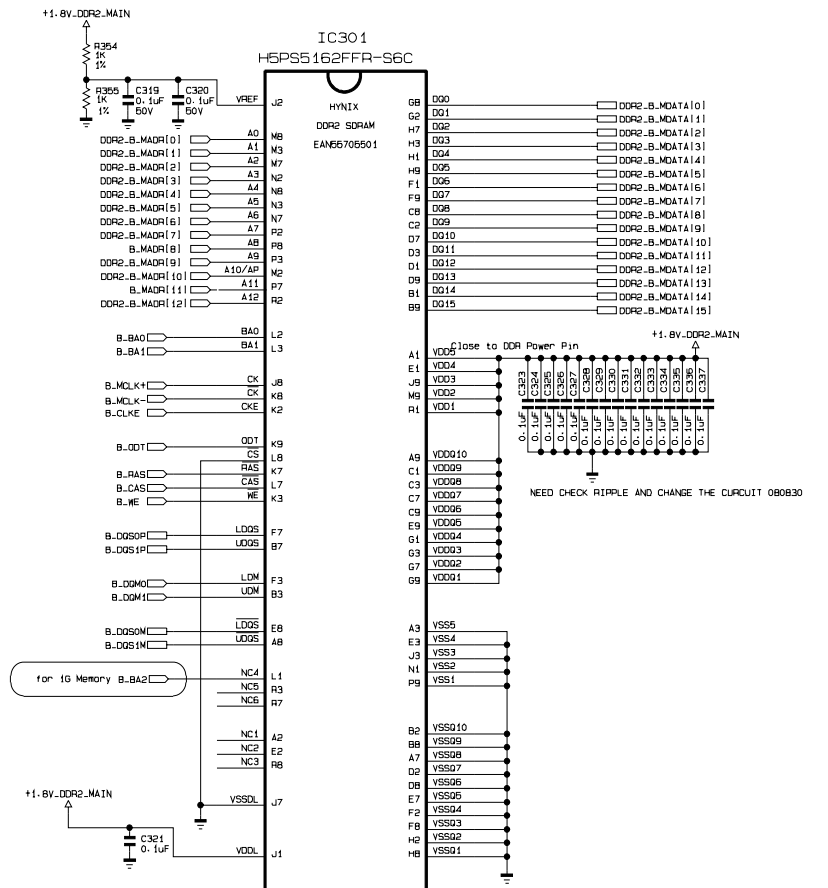 +1.8V_DDR2_MAIN
R354
1K
1%
R355
1K
1%
C319
0.1uF
50V
C320
0.1uF
50V
IC301
H5PS5162FFR-S6C
HYNIX
DDR2 SDRAM
EAN55705501
VREF J2
DDR2_B_MADR[0] A0 M8
DDR2_B_MADR[1] A1 M3
DDR2_B_MADR[2] A2 M7
DDR2_B_MADR[3] A3 N2
DDR2_B_MADR[4] A4 N8
DDR2_B_MADR[5] A5 N3
DDR2_B_MADR[6] A6 N7
DDR2_B_MADR[7] A7 P2
B_MADR[8] A8 P8
DDR2_B_MADR[9] A9 P3
DDR2_B_MADR[10] A10/AP M2
B_MADR[11] A11 P7
DDR2_B_MADR[12] A12 R2
B_BA0 BA0 L2
B_BA1 BA1 L3
B_MCLK+ CK J8
B_MCLK- CK K8
B_CLKE CKE K2
B_ODT ODT K9
CS L8
B_RAS RAS K7
B_CAS CAS L7
B_WE WE K3
B_DQS0P LDQS F7
B_DQS1P UDQS B7
B_DQM0 LDM F3
B_DQM1 UDM B3
B_DQS0M LDQS E8
B_DQS1M UDQS A8
for 1G Memory B_BA2 NC4 L1
NC5 R3
NC6 R7
NC1 A2
NC2 E2
NC3 R8
VSSDL J7
+1.8V_DDR2_MAIN
C321
0.1uF
VDDL J1
G8 DQ0 DDR2_B_MDATA[0]
G2 DQ1 DDR2_B_MDATA[1]
H7 DQ2 DDR2_B_MDATA[2]
H3 DQ3 DDR2_B_MDATA[3]
H1 DQ4 DDR2_B_MDATA[4]
H9 DQ5 DDR2_B_MDATA[5]
F1 DQ6 DDR2_B_MDATA[6]
F9 DQ7 DDR2_B_MDATA[7]
C8 DQ8 DDR2_B_MDATA[8]
C2 DQ9 DDR2_B_MDATA[9]
D7 DQ10 DDR2_B_MDATA[10]
D3 DQ11 DDR2_B_MDATA[11]
D1 DQ12 DDR2_B_MDATA[12]
D9 DQ13 DDR2_B_MDATA[13]
B1 DQ14 DDR2_B_MDATA[14]
B9 DQ15 DDR2_B_MDATA[15]
+1.8V_DDR2_MAIN
Close to DDR Power Pin
A1 VDD5
E1 VDD4
J9 VDD3
M9 VDD2
R1 VDD1
C323 0.1uF
C324 0.1uF
C325 0.1uF
C326 0.1uF
C327 0.1uF
C328 0.1uF
C329 0.1uF
C330 0.1uF
C331 0.1uF
C332 0.1uF
C333 0.1uF
C334 0.1uF
C335 0.1uF
C336 0.1uF
C337 0.1uF
NEED CHECK RIPPLE AND CHANGE THE CURCUIT 080830
A9 VDDQ10
C1 VDDQ9
C3 VDDQ8
C7 VDDQ7
C9 VDDQ6
E9 VDDQ5
G1 VDDQ4
G3 VDDQ3
G7 VDDQ2
G9 VDDQ1
A3 VSS5
E3 VSS4
J3 VSS3
N1 VSS2
P9 VSS1
B2 VSSQ10
B8 VSSQ9
A7 VSSQ8
D2 VSSQ7
D8 VSSQ6
E7 VSSQ5
F2 VSSQ4
F8 VSSQ3
H2 VSSQ2
H8 VSSQ1